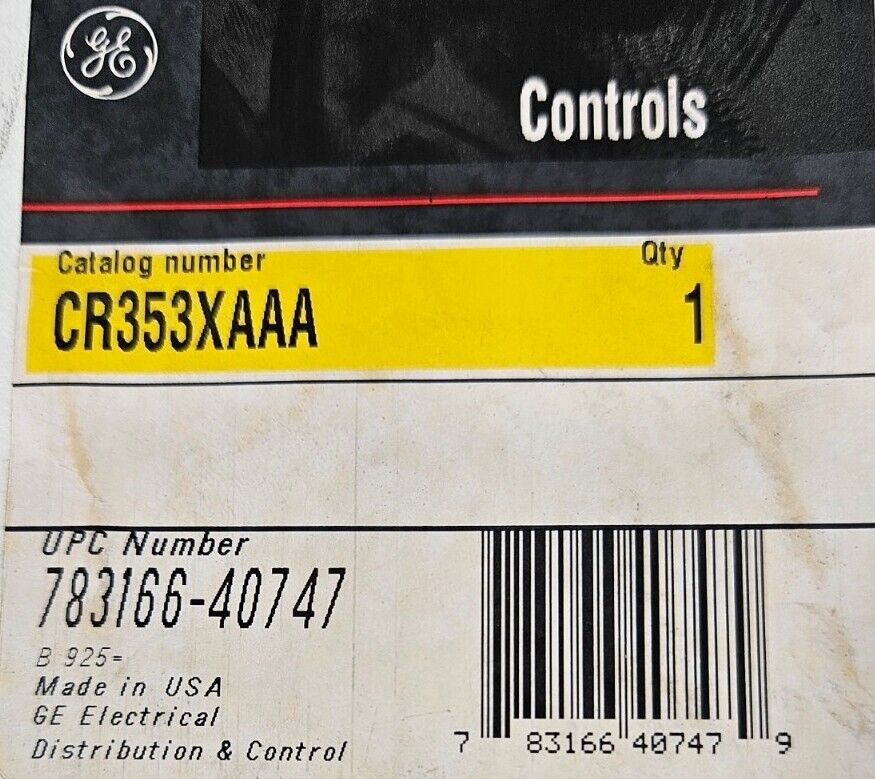 GE
Controls
Catalog number Qty
CR353XAAA 1
UPC Number
783166-40747
B 925=
Made in USA
GE Electrical
Distribution & Control
7 83166 40747 9